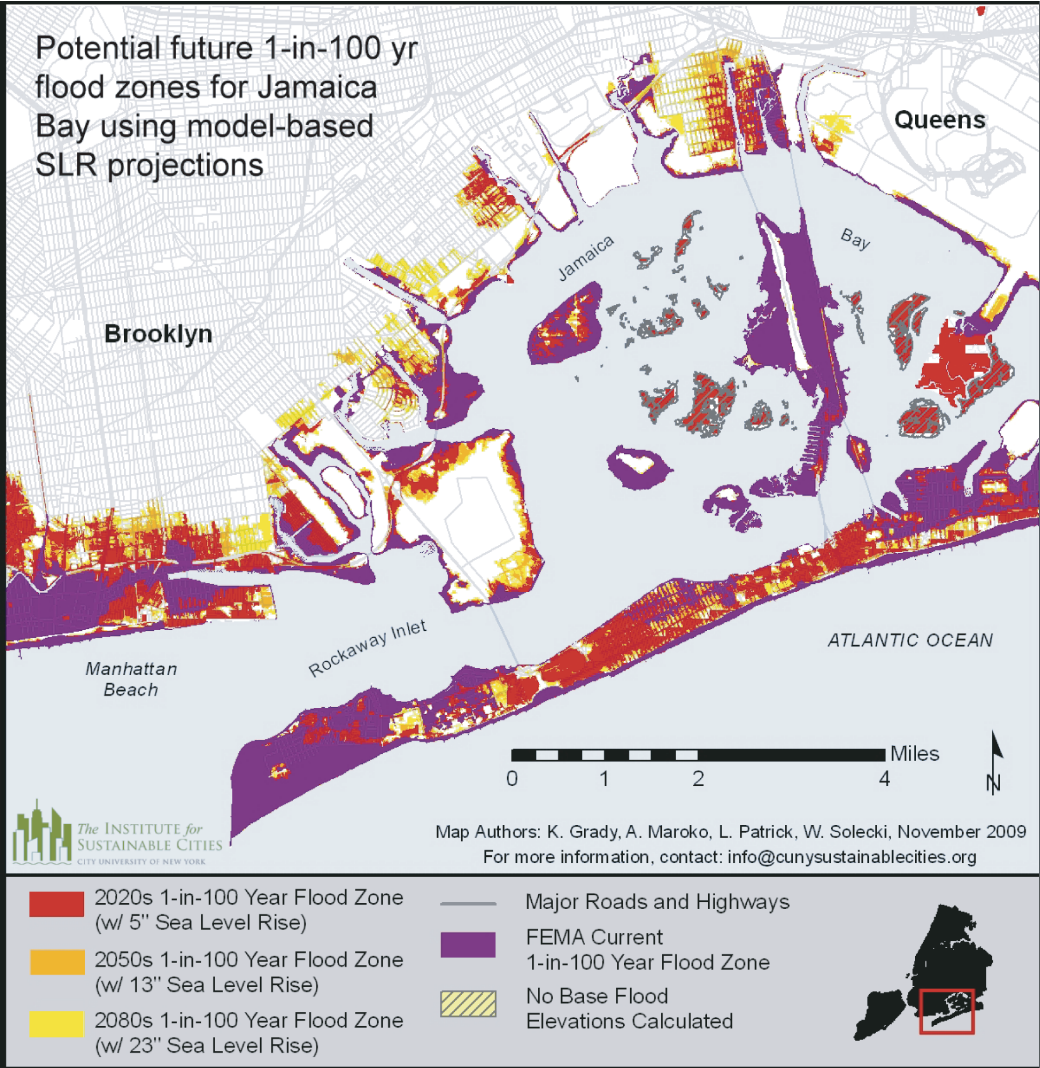 Potential future 1-in-100 yr
flood zones for Jamaica
Bay using model-based
SLR projections
Queens
Jamaica
Bay
Brooklyn
Rockaway Inlet
ATLANTIC OCEAN
Manhattan
Beach
Miles
0 1 2 4
N
The INSTITUTE for
SUSTAINABLE CITIES
CITY UNIVERSITY OF NEW YORK
Map Authors: K. Grady, A. Maroko, L. Patrick, W. Solecki, November 2009
For more information, contact: info@cunysustainablecities.org
2020s 1-in-100 Year Flood Zone
(w/ 5" Sea Level Rise)
2050s 1-in-100 Year Flood Zone
(w/ 13" Sea Level Rise)
2080s 1-in-100 Year Flood Zone
(w/ 23" Sea Level Rise)
Major Roads and Highways
FEMA Current
1-in-100 Year Flood Zone
No Base Flood
Elevations Calculated